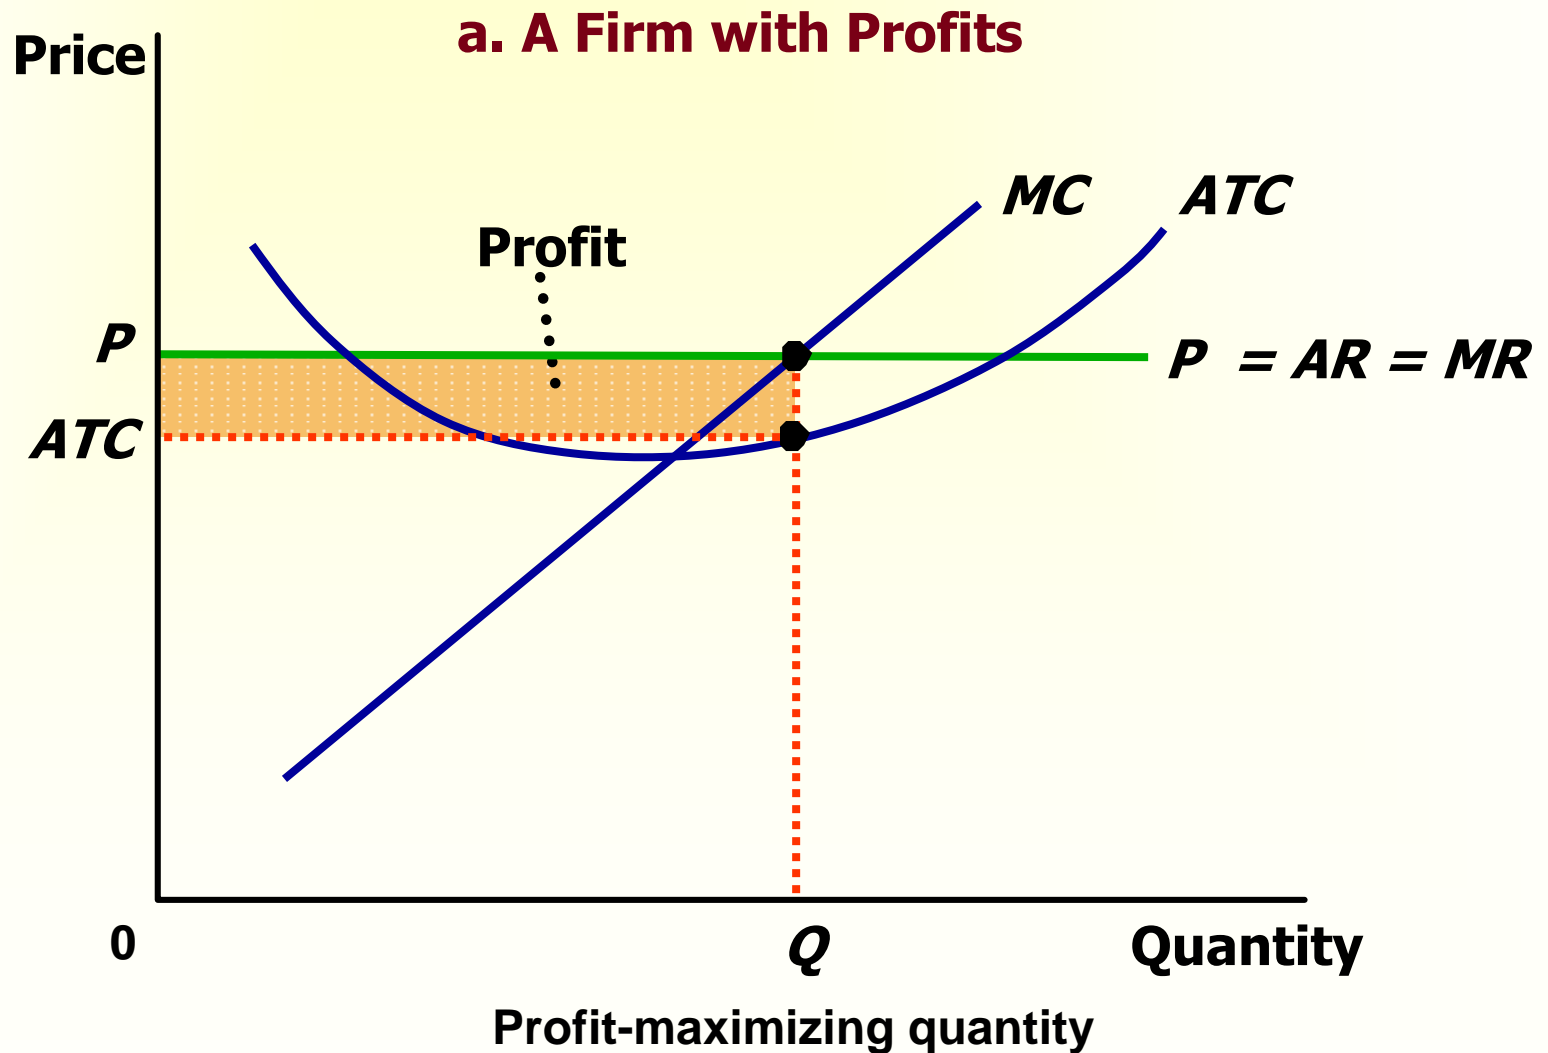 a. A Firm with Profits
Price
MC
ATC
Profit
P
P = AR = MR
ATC
0
Q
Quantity
Profit-maximizing quantity